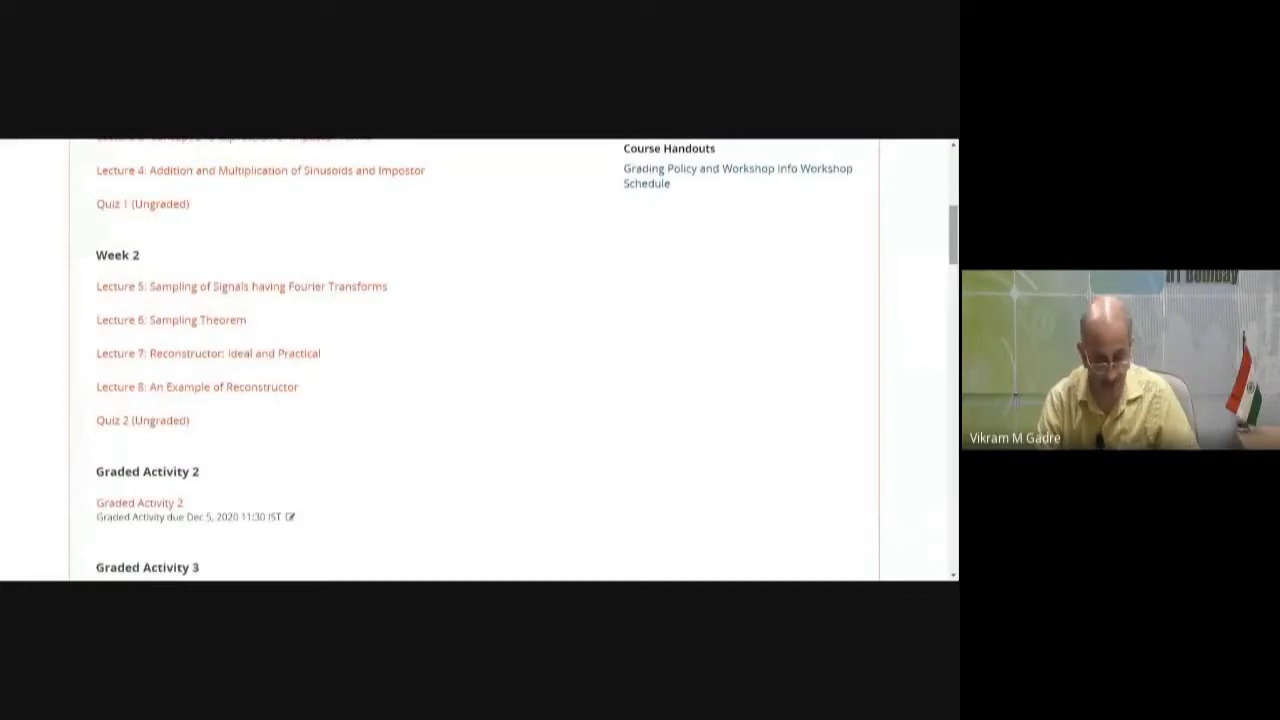 Lecture 4: Addition and Multiplication of Sinusoids and Impostor
Quiz 1 (Ungraded)
Week 2
Lecture 5: Sampling of Signals having Fourier Transforms
Lecture 6: Sampling Theorem
Lecture 7: Reconstructor: Ideal and Practical
Lecture 8: An Example of Reconstructor
Quiz 2 (Ungraded)
Graded Activity 2
Graded Activity 2
Graded Activity due Dec 5, 2020 11:30 IST
Graded Activity 3
Course Handouts
Grading Policy and Workshop Info Workshop
Schedule
IIT Bombay
Vikram M Gadre